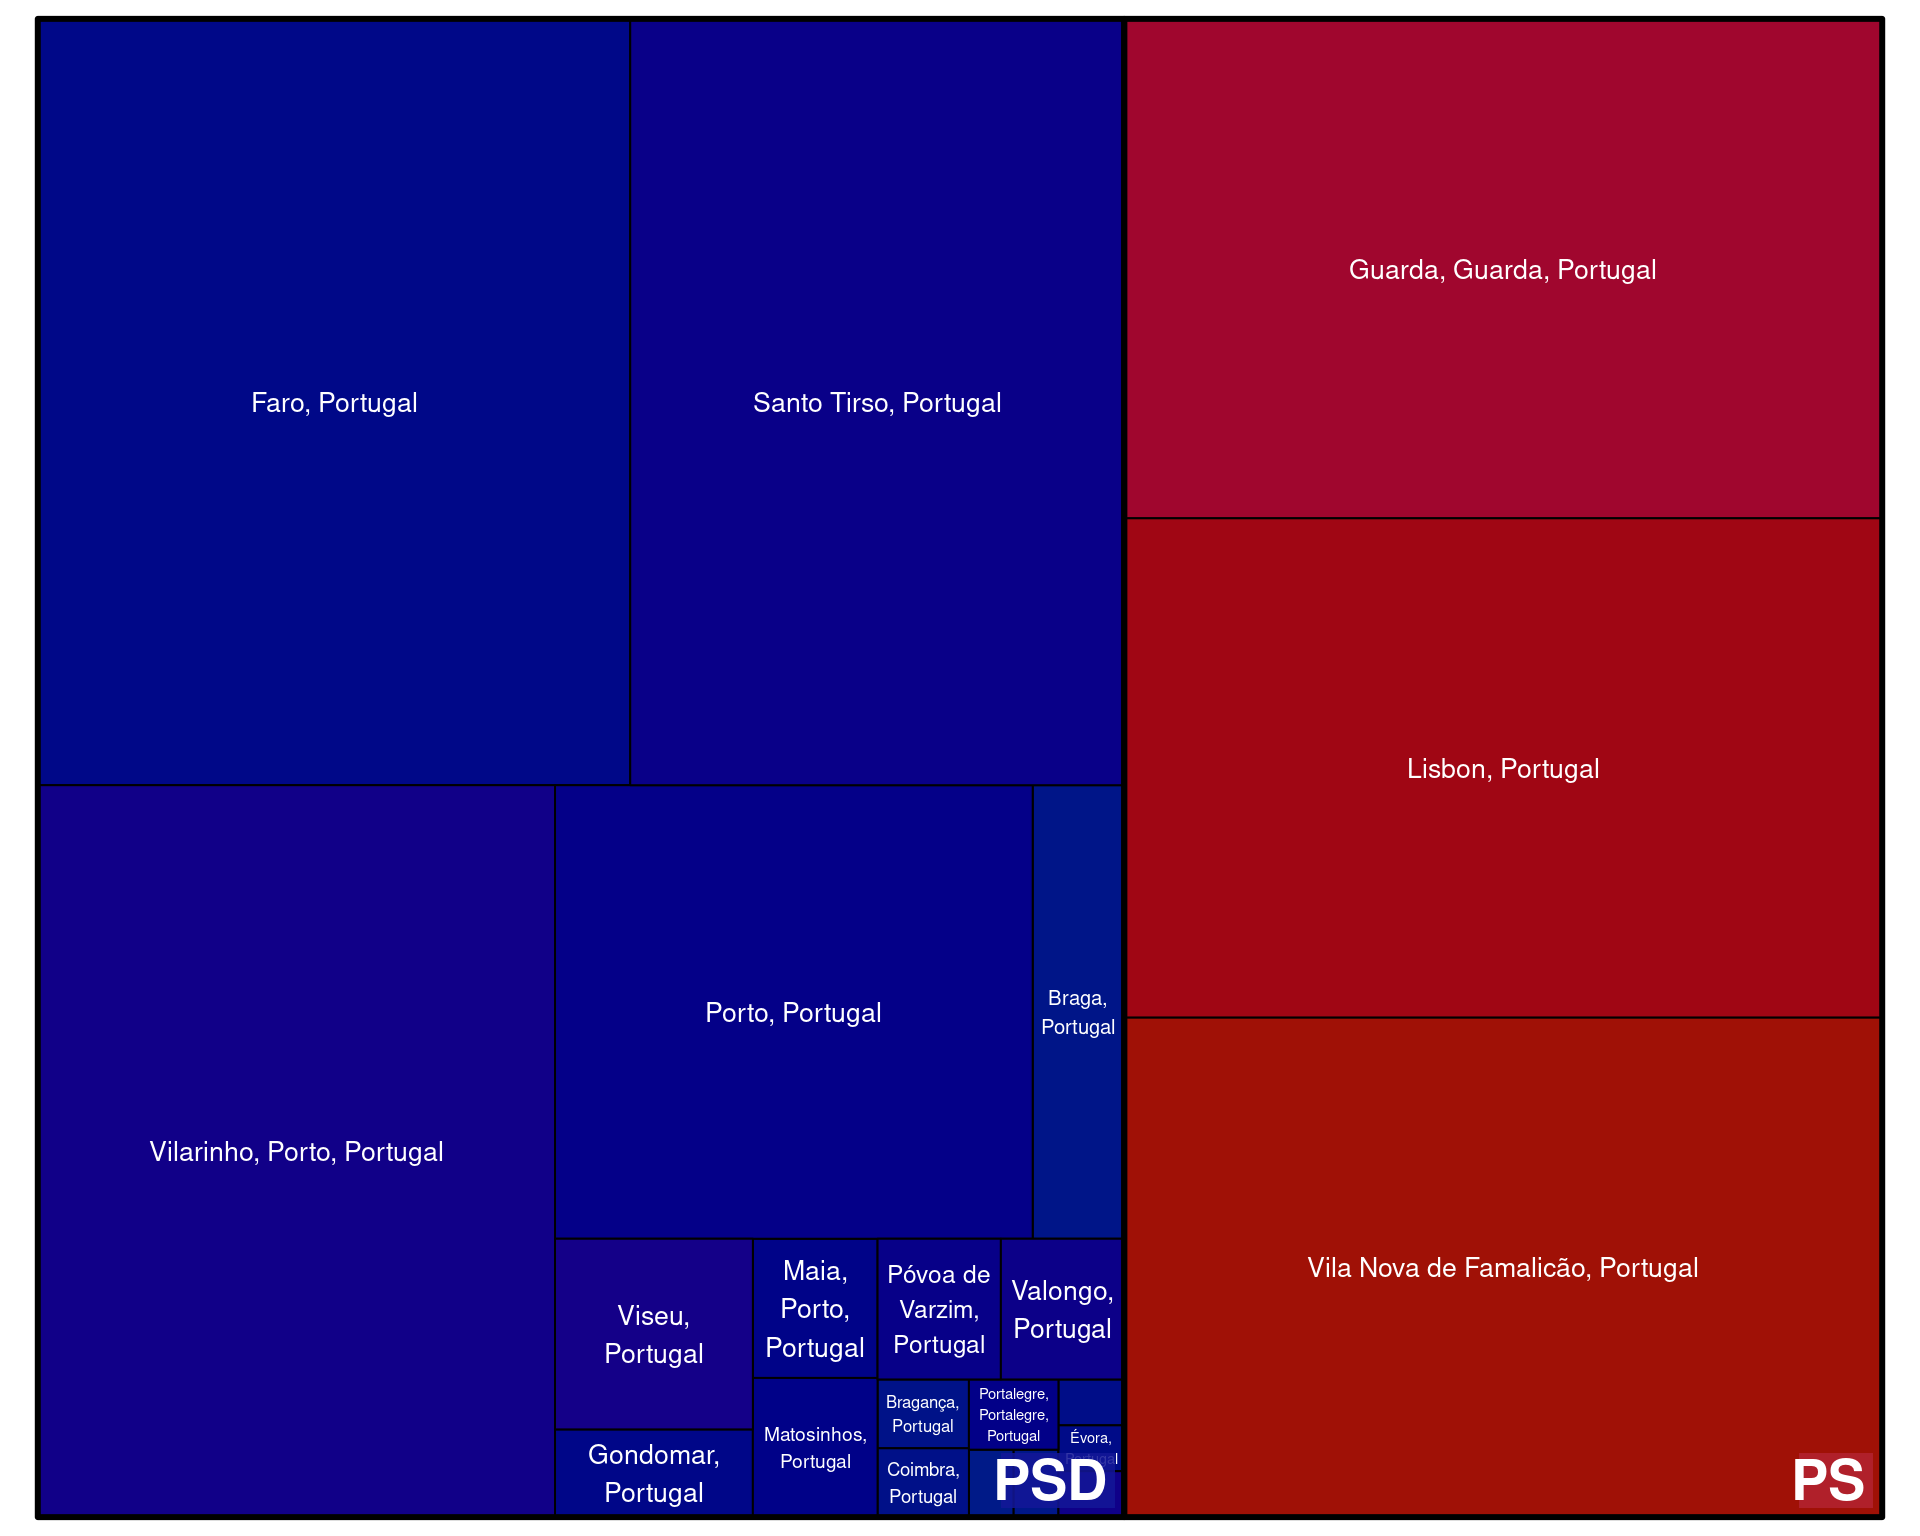 Faro, Portugal
Santo Tirso, Portugal
Vilarinho, Porto, Portugal
Porto, Portugal
Braga,
Portugal
Viseu,
Portugal
Gondomar,
Portugal
Maia,
Porto,
Portugal
Matosinhos,
Portugal
Póvoa de
Varzim,
Portugal
Valongo,
Portugal
Bragança,
Portugal
Coimbra,
Portugal
Portalegre,
Portalegre,
Portugal
Évora,
Portugal
PSD
Guarda, Guarda, Portugal
Lisbon, Portugal
Vila Nova de Famalicão, Portugal
PS